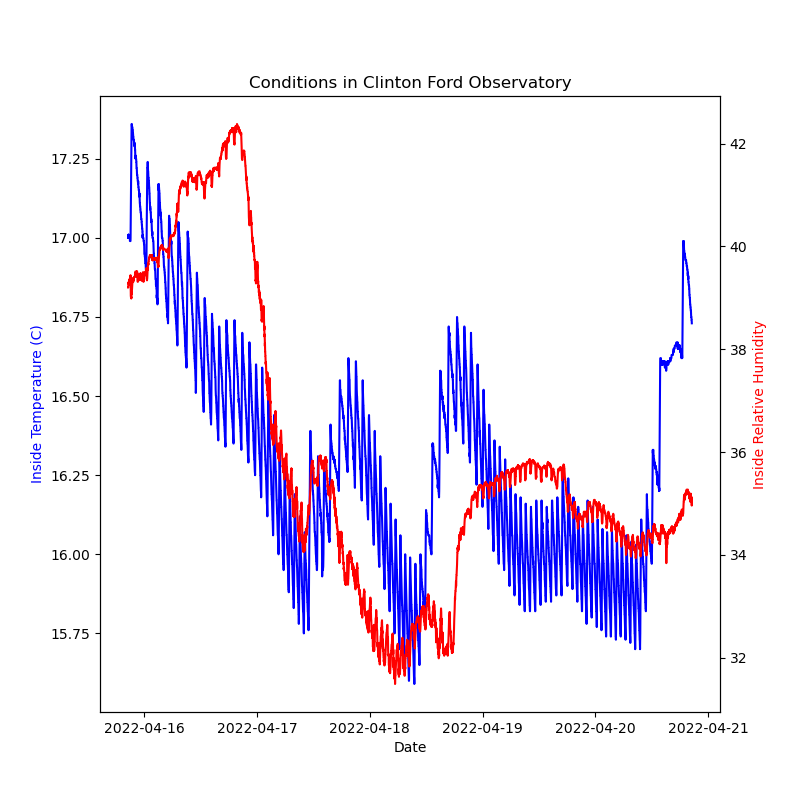 Conditions in Clinton Ford Observatory
17.25
17.00
16.75
16.50
16.25
16.00
15.75
Inside Temperature (C)
42
40
38
36
34
32
Inside Relative Humidity
2022-04-16 2022-04-17 2022-04-18 2022-04-19 2022-04-20 2022-04-21
Date